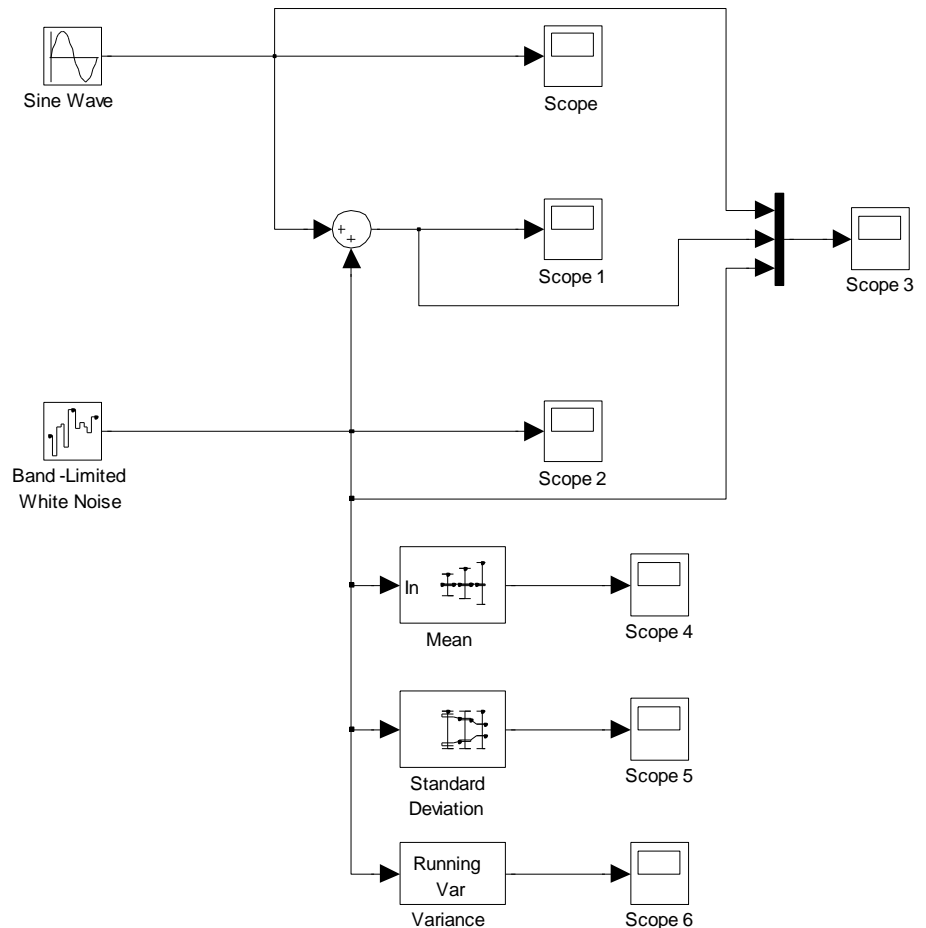 Sine Wave
Scope
+
+
Scope 1
Scope 3
Band -Limited
White Noise
Scope 2
In
Mean
Scope 4
Standard
Deviation
Scope 5
Running
Var
Variance
Scope 6